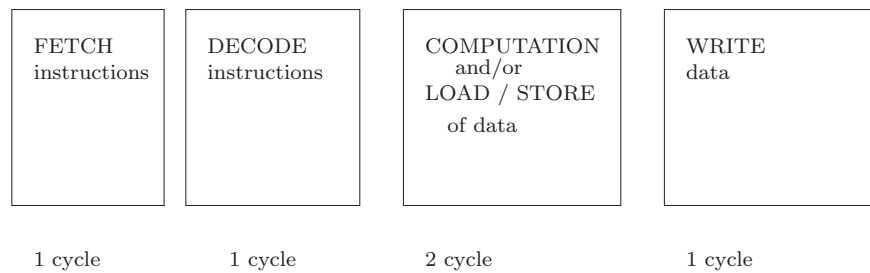 FETCH
instructions
DECODE
instructions
COMPUTATION
and/or
LOAD / STORE
of data
WRITE
data
1 cycle
1 cycle
2 cycle
1 cycle